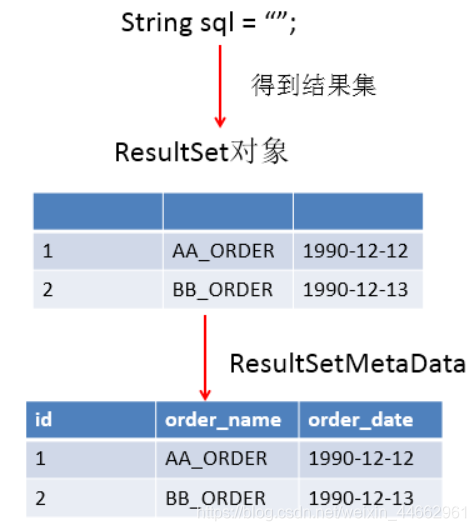 String sql = “”;
得到结果集
ResultSet对象
1 AA_ORDER 1990-12-12
2 BB_ORDER 1990-12-13
ResultSetMetaData
id order_name order_date
1 AA_ORDER 1990-12-12
2 BB_ORDER 1990-12-13
https://blog.csdn.net/weixin_44662961